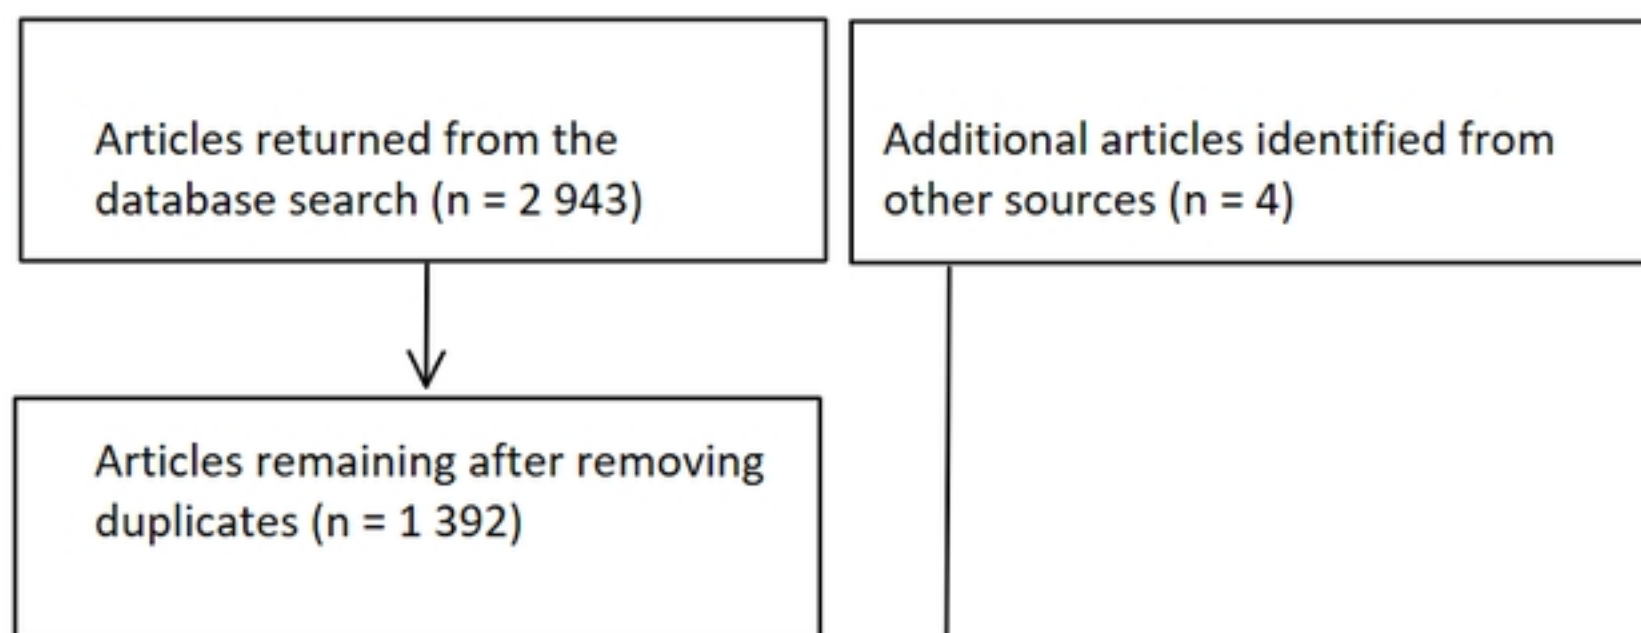 Articles returned from the
database search (n = 2 943)
Additional articles identified from
other sources (n = 4)
Articles remaining after removing
duplicates (n = 1 392)